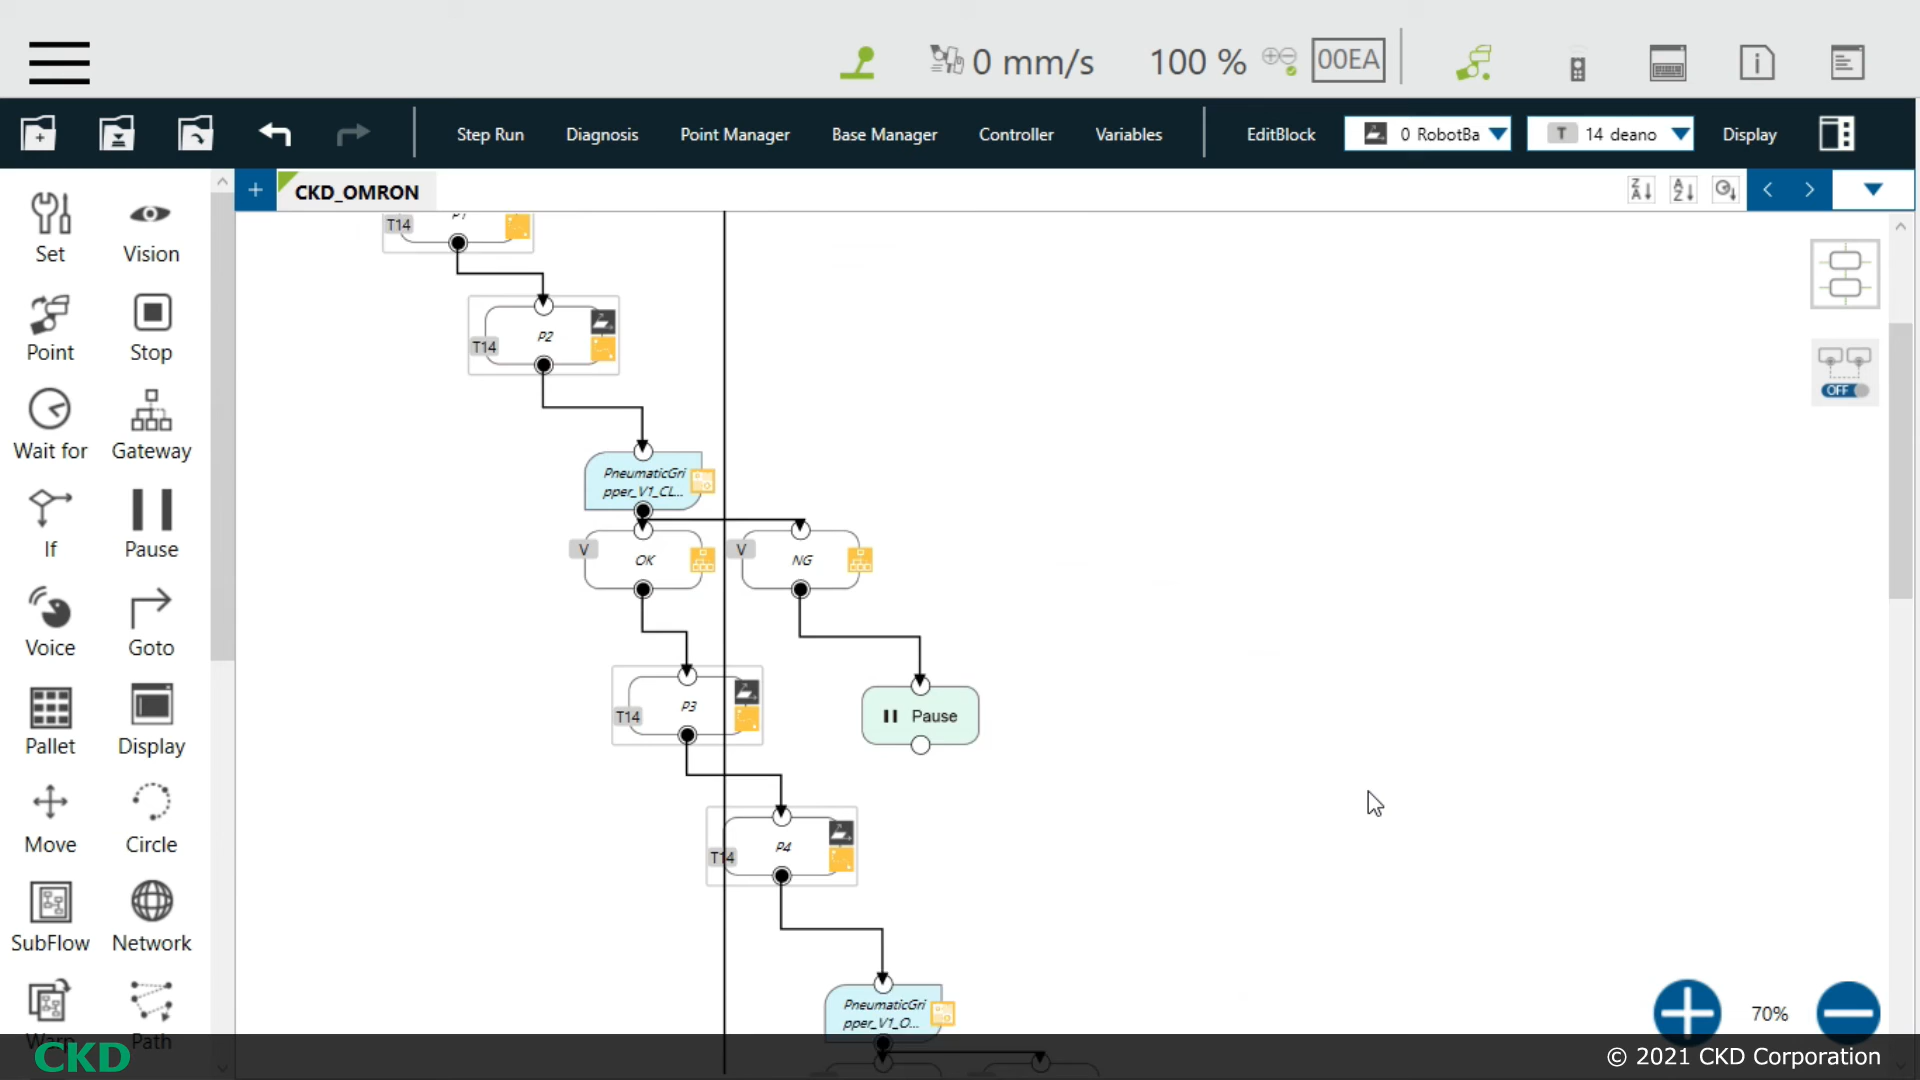 0 mm/s
100 %
00EA
Step Run
Diagnosis
Point Manager
Base Manager
Controller
Variables
EditBlock
0 RobotBa
T 14 deano
Display
CKD_OMRON
Z A
A Z
Set
Vision
Point
Stop
Wait for
Gateway
If
Pause
Voice
Goto
Pallet
Display
Move
Circle
SubFlow
Network
Warp
Path
P1
T14
P2
T14
PneumaticGri
pper_V1_CL...
V
OK
V
NG
P3
T14
Pause
P4
T14
PneumaticGri
pper_V1_O...
OFF
70%
CKD
© 2021 CKD Corporation